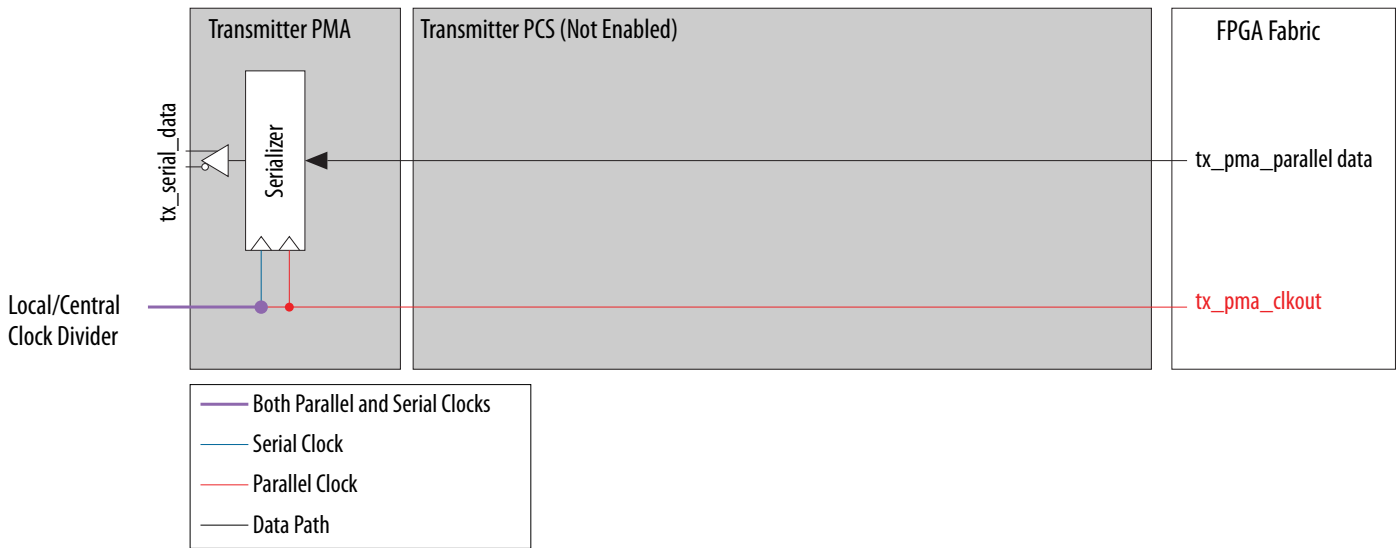 Transmitter PMA
Transmitter PCS (Not Enabled)
FPGA Fabric
tx_serial_data
Serializer
tx_pma_parallel data
Local/Central
Clock Divider
tx_pma_clkout
Both Parallel and Serial Clocks
Serial Clock
Parallel Clock
Data Path